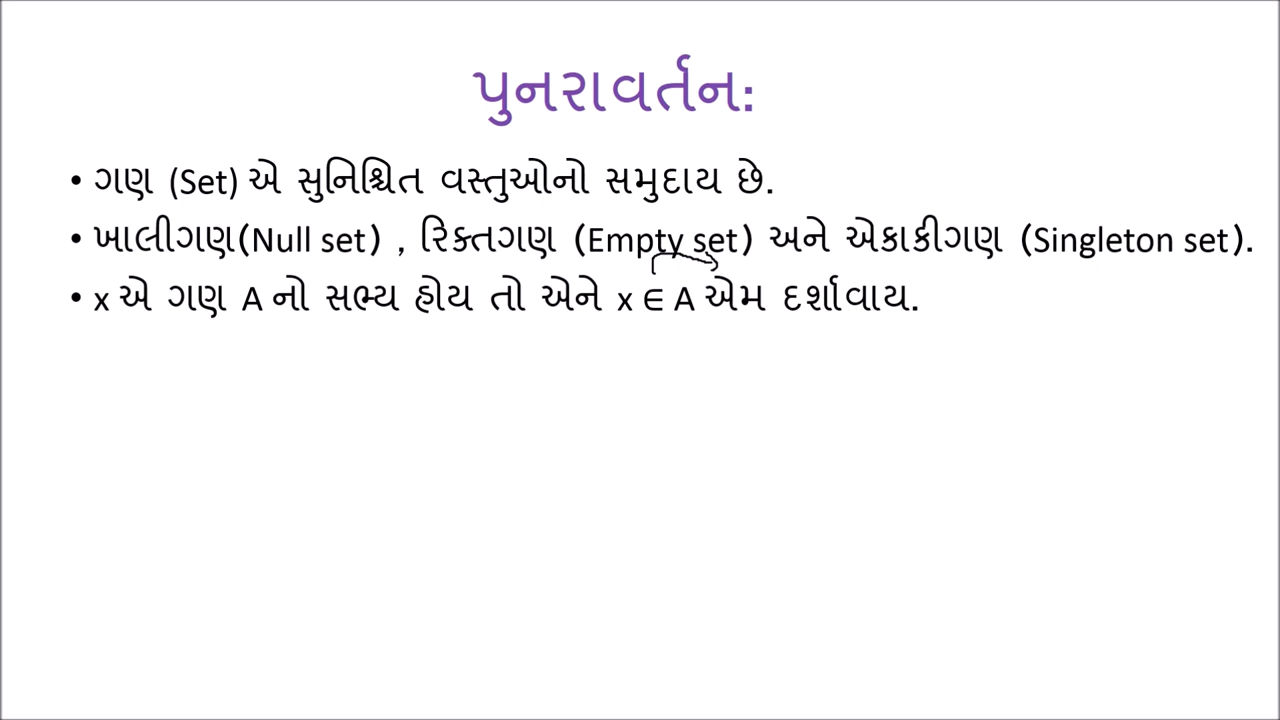 પુનરાવર્તન:
• ગણ (Set) એ સુનિશ્ચિત વસ્તુઓનો સમુદાય છે.
• ખાલીગણ(Null set) , રિક્તગણ (Empty set) અને એકાકીગણ (Singleton set).
• x એ ગણ A નો સભ્ય હોય તો એને x ∈ A એમ દર્શાવાય.